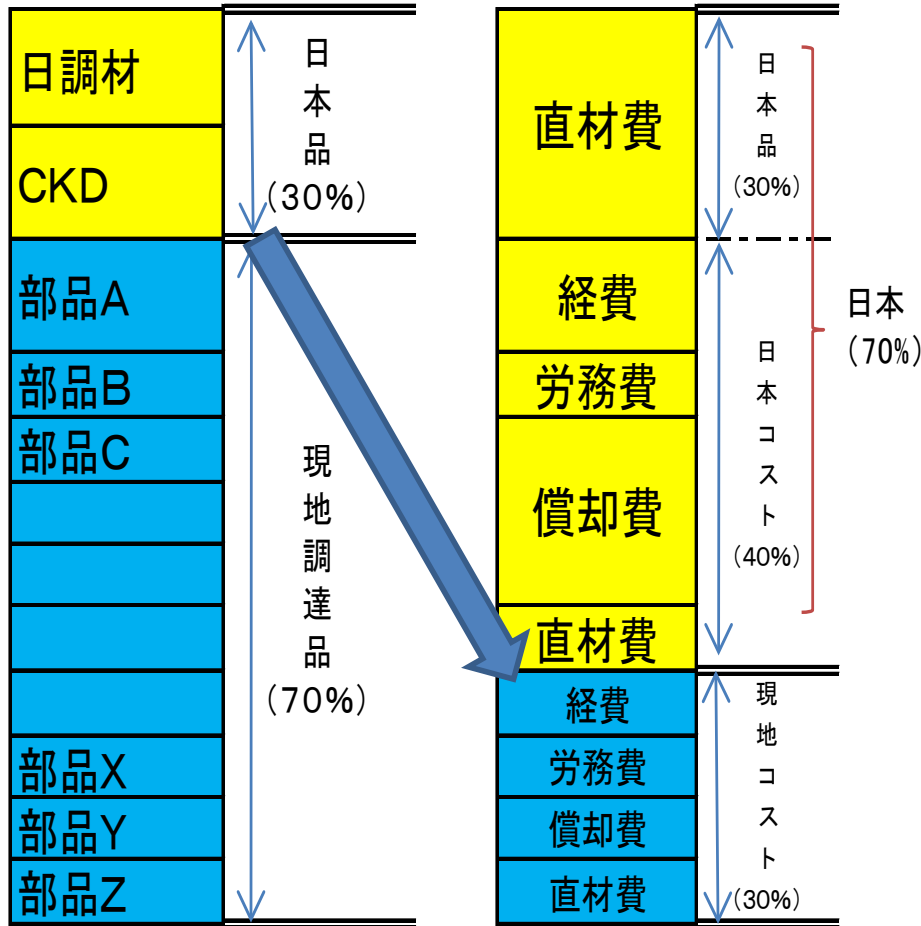 日調材
CKD
部品A
部品B
部品C
部品X
部品Y
部品Z
日本品
(30%)
現地調達品
(70%)
直材費
経費
労務費
償却費
直材費
経費
労務費
償却費
直材費
日本品
(30%)
日本コスト
(40%)
現地コスト
(30%)
日本
(70%)